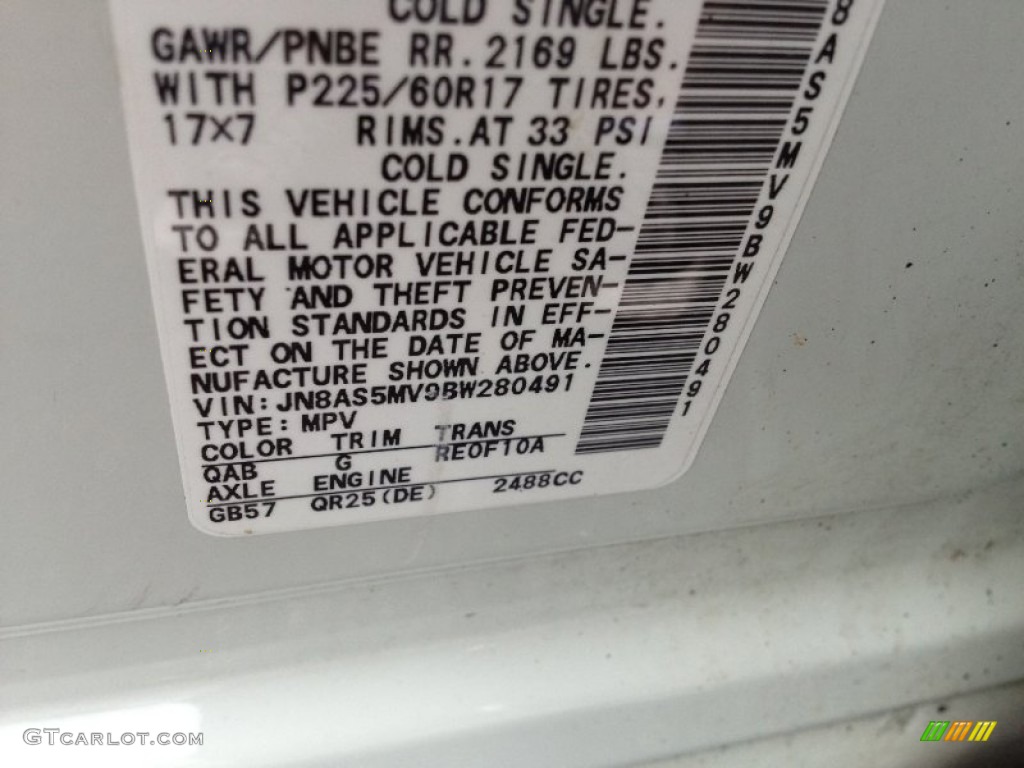 COLD SINGLE.
GAWR/PNBE RR. 2169 LBS.
WITH P225/60R17 TIRES,
17×7 RIMS. AT 33 PSI
COLD SINGLE.
THIS VEHICLE CONFORMS
TO ALL APPLICABLE FED-
ERAL MOTOR VEHICLE SA-
FETY AND THEFT PREVEN-
TION STANDARDS IN EFF-
ECT ON THE DATE OF MA-
NUFACTURE SHOWN ABOVE.
VIN: JN8AS5MV9BW280491
TYPE: MPV
COLOR TRIM TRANS
QAB G RE0F10A
AXLE ENGINE
GB57 QR25(DE) 2488CC
8AS5MV9BW280491
GTCARLOT.COM